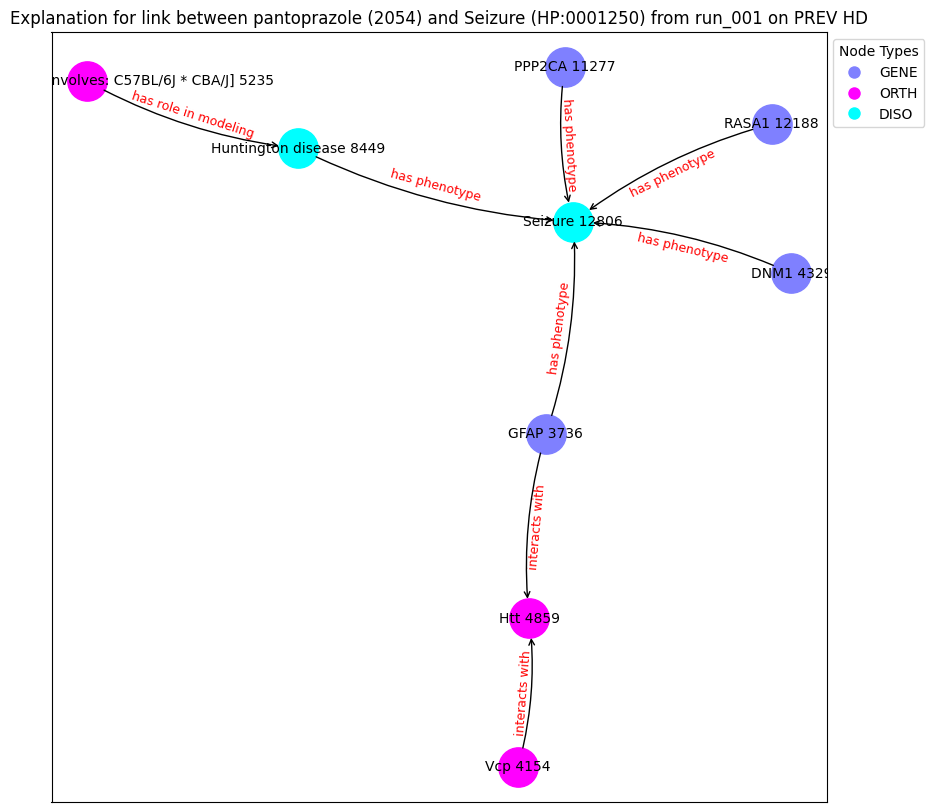 Explanation for link between pantoprazole (2054) and Seizure (HP:0001250) from run_001 on PREV HD
Node Types
GENE
ORTH
DISO
nvolves: C57BL/6J * CBA/J] 5235
has role in modeling
Huntington disease 8449
has phenotype
PPP2CA 11277
has phenotype
RASA1 12188
has phenotype
Seizure 12806
has phenotype
DNM1 4329
has phenotype
GFAP 3736
interacts with
Htt 4859
interacts with
Vcp 4154